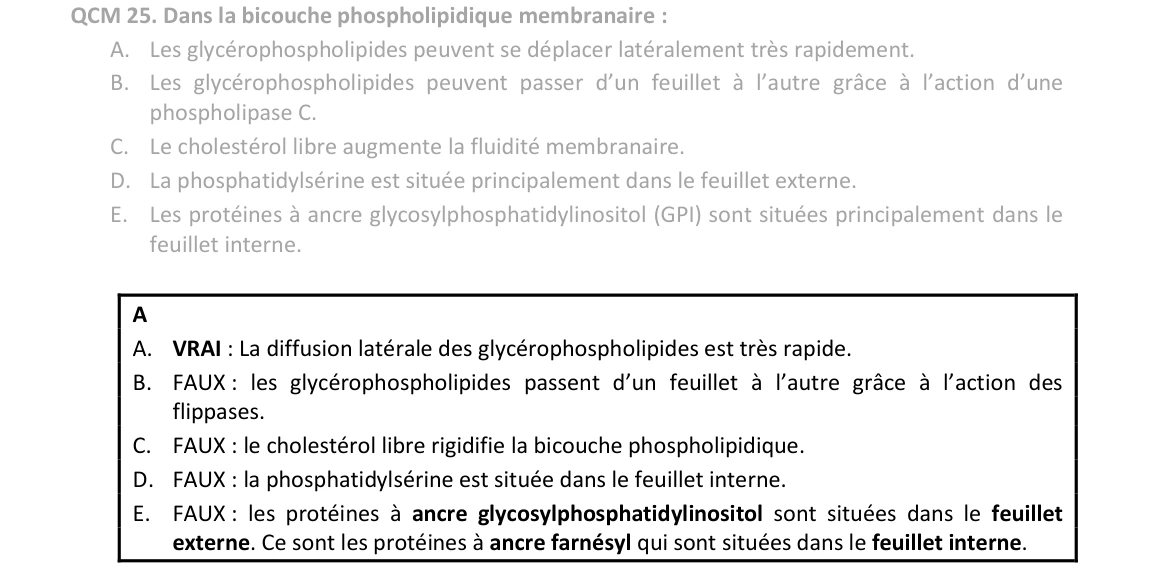 QCM 25. Dans la bicouche phospholipidique membranaire :
A. Les glycérophospholipides peuvent se déplacer latéralement très rapidement.
B. Les glycérophospholipides peuvent passer d’un feuillet à l’autre grâce à l’action d’une
phospholipase C.
C. Le cholestérol libre augmente la fluidité membranaire.
D. La phosphatidylsérine est située principalement dans le feuillet externe.
E. Les protéines à ancre glycosylphosphatidylinositol (GPI) sont situées principalement dans le
feuillet interne.
A
A. VRAI : La diffusion latérale des glycérophospholipides est très rapide.
B. FAUX : les glycérophospholipides passent d’un feuillet à l’autre grâce à l’action des
flippases.
C. FAUX : le cholestérol libre rigidifie la bicouche phospholipidique.
D. FAUX : la phosphatidylsérine est située dans le feuillet interne.
E. FAUX : les protéines à ancre glycosylphosphatidylinositol sont situées dans le feuillet
externe. Ce sont les protéines à ancre farnésyl qui sont situées dans le feuillet interne.